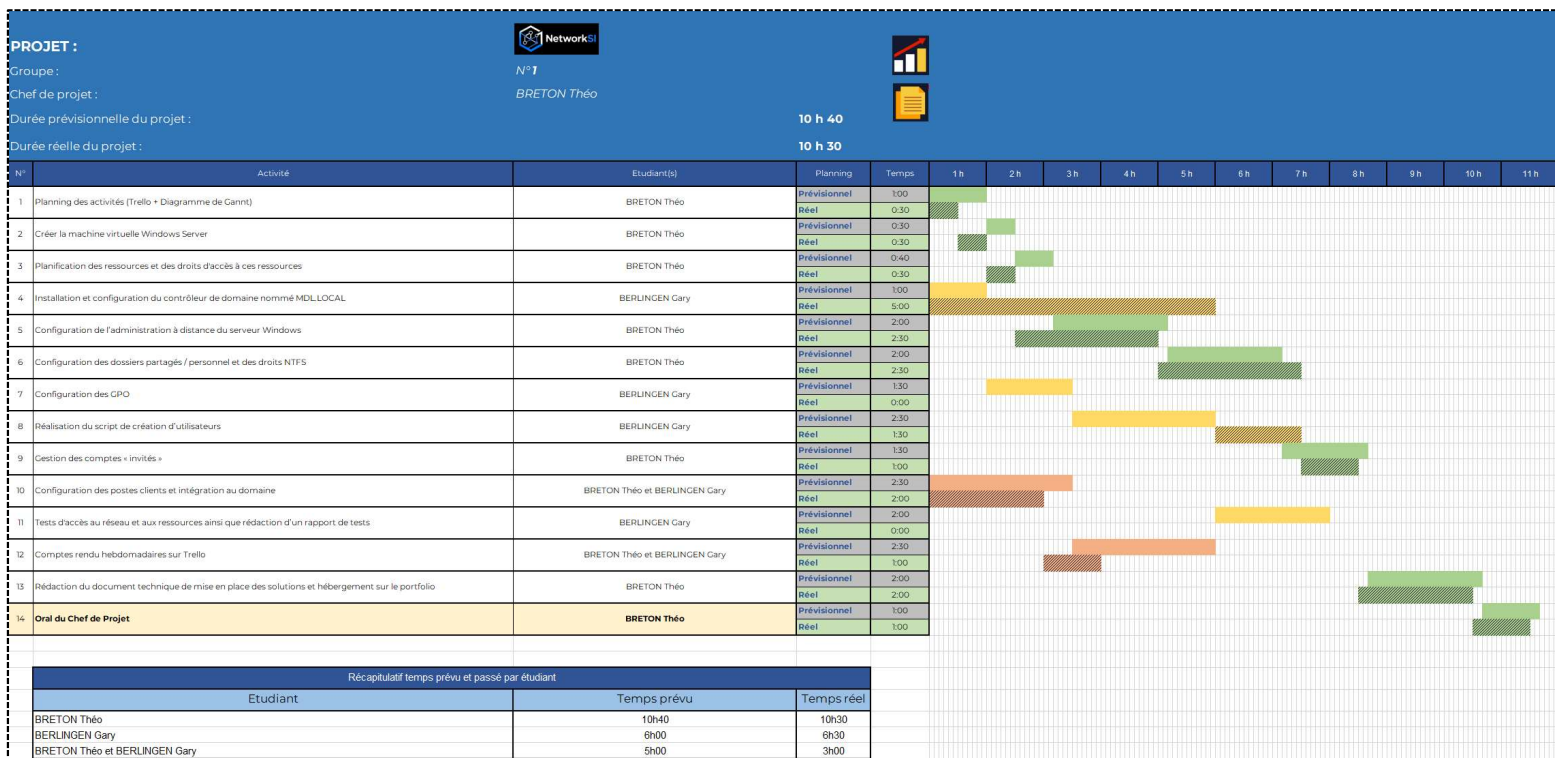 NetworkSI
PROJET :
Groupe : N°1
Chef de projet : BRETON Théo
Durée prévisionnelle du projet : 10 h 40
Durée réelle du projet : 10 h 30
N° Activité Etudiant(s) Planning Temps 1 h 2 h 3 h 4 h 5 h 6 h 7 h 8 h 9 h 10 h 11 h
1 Planning des activités (Trello + Diagramme de Gannt) BRETON Théo Prévisionnel 1:00
Réel 0:30
2 Créer la machine virtuelle Windows Server BRETON Théo Prévisionnel 0:30
Réel 0:30
3 Planification des ressources et des droits d'accès à ces ressources BRETON Théo Prévisionnel 0:40
Réel 0:30
4 Installation et configuration du contrôleur de domaine nommé MDL.LOCAL BERLINGEN Gary Prévisionnel 1:00
Réel 5:00
5 Configuration de l'administration à distance du serveur Windows BRETON Théo Prévisionnel 2:00
Réel 2:30
6 Configuration des dossiers partagés / personnel et des droits NTFS BRETON Théo Prévisionnel 2:00
Réel 2:30
7 Configuration des GPO BERLINGEN Gary Prévisionnel 1:30
Réel 0:00
8 Réalisation du script de création d'utilisateurs BERLINGEN Gary Prévisionnel 2:30
Réel 1:30
9 Gestion des comptes « invités » BRETON Théo Prévisionnel 1:30
Réel 1:00
10 Configuration des postes clients et intégration au domaine BRETON Théo et BERLINGEN Gary Prévisionnel 2:30
Réel 2:00
11 Tests d'accès au réseau et aux ressources ainsi que rédaction d'un rapport de tests BERLINGEN Gary Prévisionnel 2:00
Réel 0:00
12 Comptes rendu hebdomadaires sur Trello BRETON Théo et BERLINGEN Gary Prévisionnel 2:30
Réel 1:00
13 Rédaction du document technique de mise en place des solutions et hébergement sur le portfolio BRETON Théo Prévisionnel 2:00
Réel 2:00
14 Oral du Chef de Projet BRETON Théo Prévisionnel 1:00
Réel 1:00
Récapitulatif temps prévu et passé par étudiant
Etudiant Temps prévu Temps réel
BRETON Théo 10h40 10h30
BERLINGEN Gary 6h00 6h30
BRETON Théo et BERLINGEN Gary 5h00 3h00